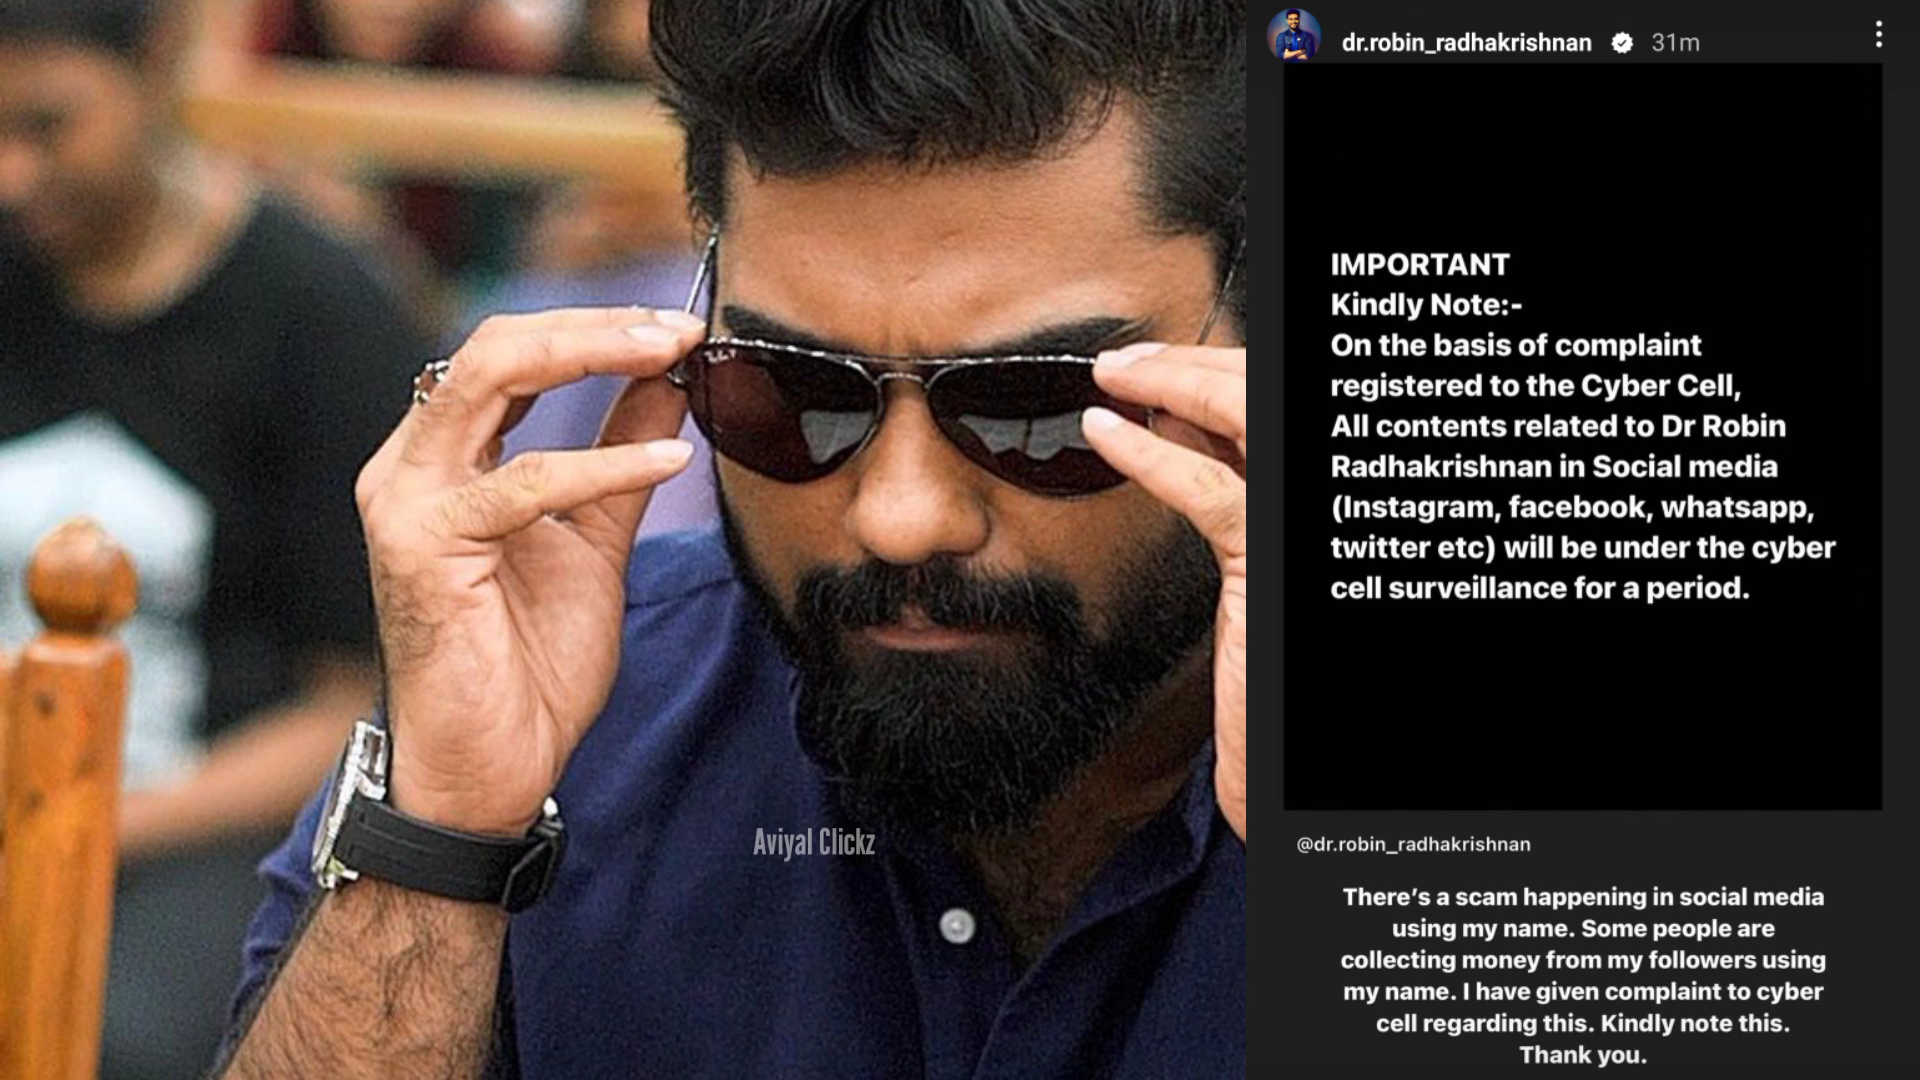 Aviyal Clickz
dr.robin_radhakrishnan 31m
IMPORTANT
Kindly Note:-
On the basis of complaint
registered to the Cyber Cell,
All contents related to Dr Robin
Radhakrishnan in Social media
(Instagram, facebook, whatsapp,
twitter etc) will be under the cyber
cell surveillance for a period.
@dr.robin_radhakrishnan
There’s a scam happening in social media
using my name. Some people are
collecting money from my followers using
my name. I have given complaint to cyber
cell regarding this. Kindly note this.
Thank you.